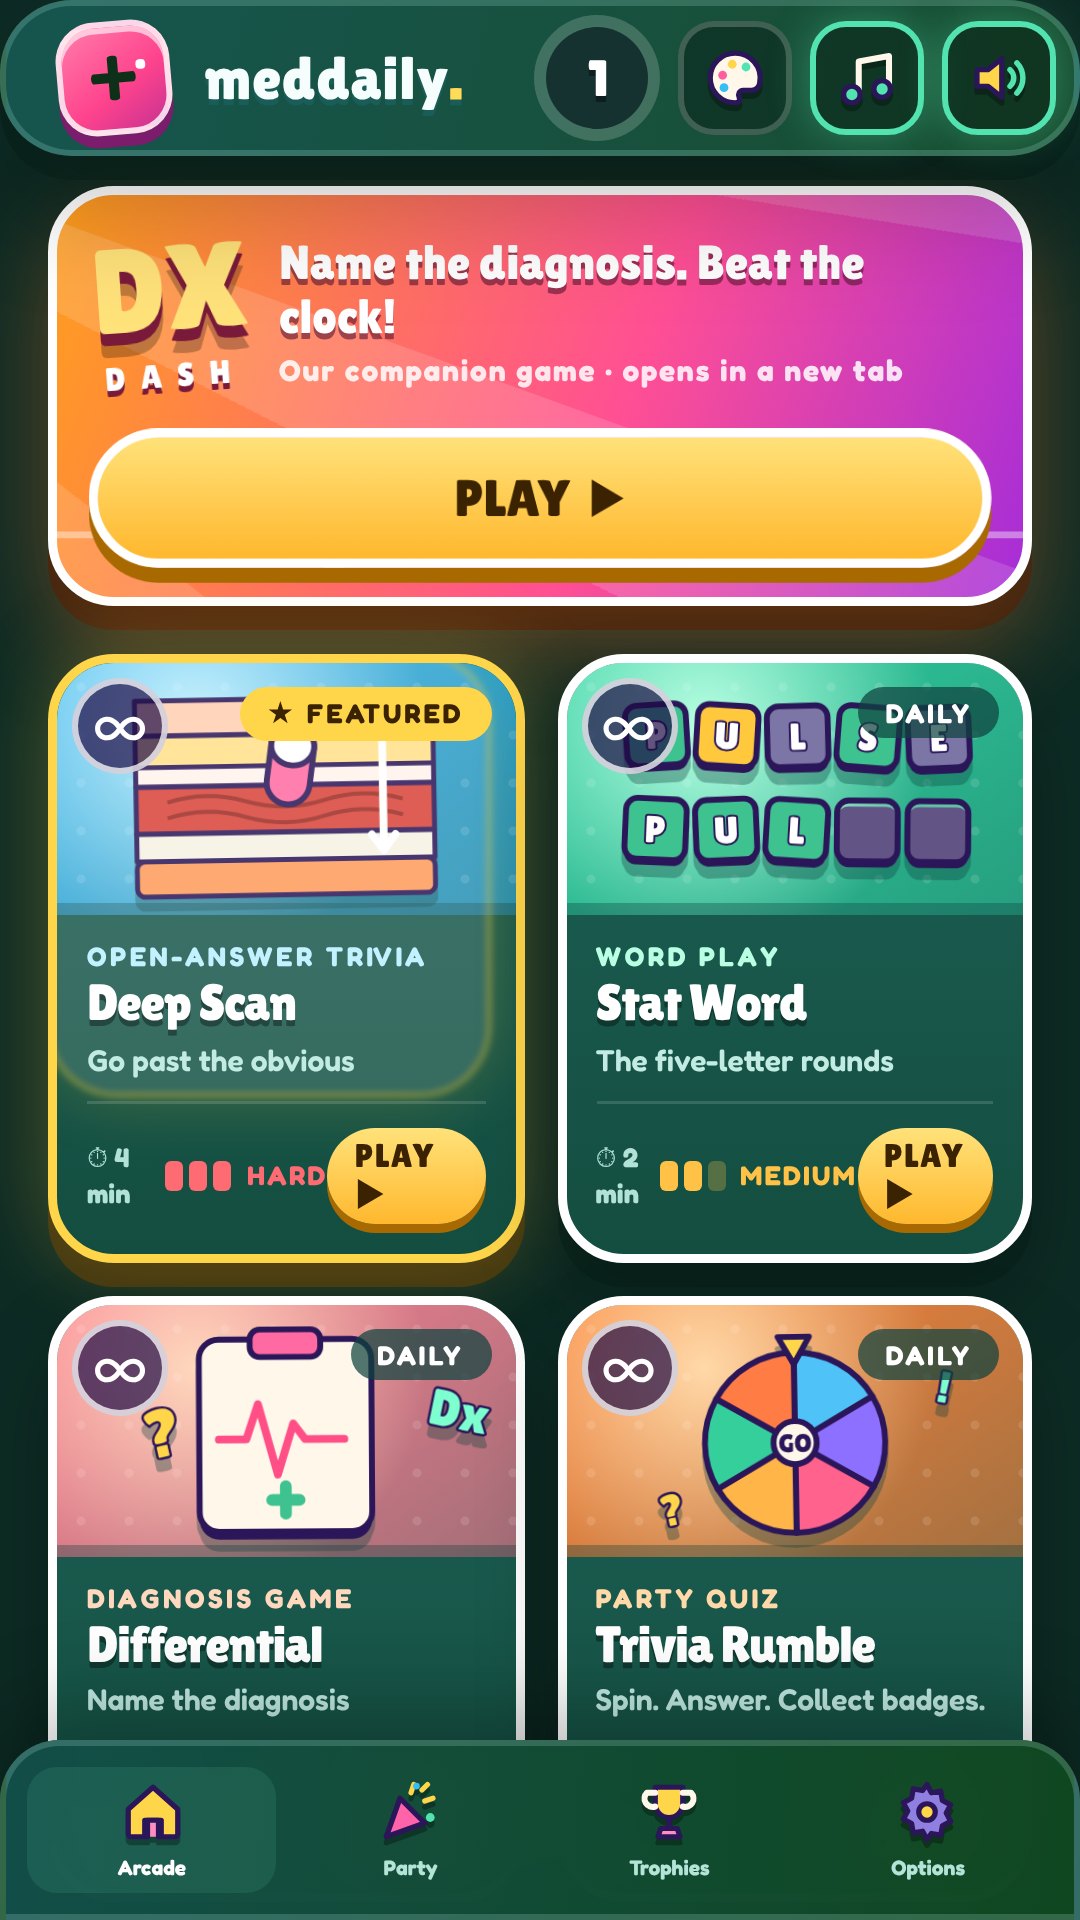 meddaily.
1
DX
DASH
Name the diagnosis. Beat the
clock!
Our companion game · opens in a new tab
PLAY ▶
★ FEATURED
OPEN-ANSWER TRIVIA
Deep Scan
Go past the obvious
4
min
HARD
PLAY
▶
DAILY
P U L S E
P U L
WORD PLAY
Stat Word
The five-letter rounds
2
min
MEDIUM
PLAY
▶
DAILY
?
Dx
DIAGNOSIS GAME
Differential
Name the diagnosis
DAILY
!
GO
?
PARTY QUIZ
Trivia Rumble
Spin. Answer. Collect badges.
Arcade
Party
Trophies
Options